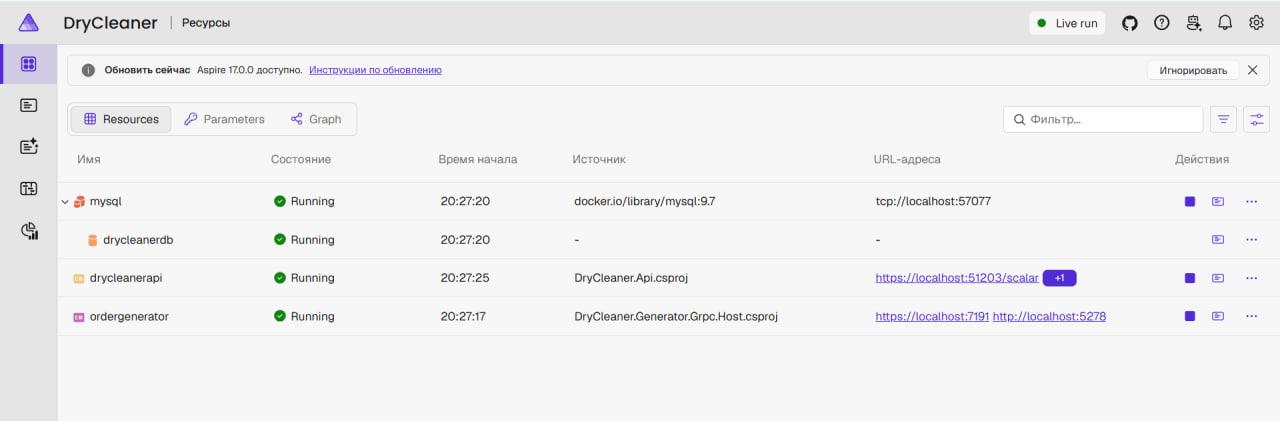 DryCleaner | Ресурсы Live run
Обновить сейчас Aspire 17.0.0 доступно. Инструкции по обновлению Игнорировать
Resources Parameters Graph Фильтр...
Имя Состояние Время начала Источник URL-адреса Действия
mysql Running 20:27:20 docker.io/library/mysql:9.7 tcp://localhost:57077
drycleanerdb Running 20:27:20 - -
C# drycleanerapi Running 20:27:25 DryCleaner.Api.csproj https://localhost:51203/scalar +1
C# ordergenerator Running 20:27:17 DryCleaner.Generator.Grpc.Host.csproj https://localhost:7191 http://localhost:5278